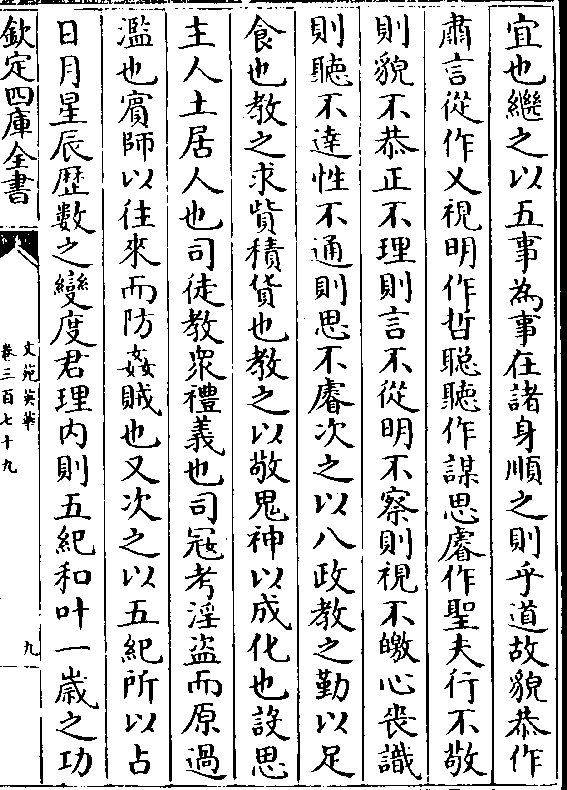 宜也繼之以五事為事在諸身順之則乎道故貌恭作
肅言從作乂視明作哲聪聽作謀思睿作聖夫行不敬
則貌不恭正不理則言不從明不察則視不皦心喪識
則聽不達性不通則思不睿次之以八政教之勤以足
食也教之求貲積貨也教之以敬鬼神以成化也設思
主人土居人也司徒教衆禮義也司冦考淫盜而原過
濫也賔師以往來而防姦賊也又次之以五紀所以占
日月星辰歴數之變度君理内則五紀和叶一歲之功
欽定四庫全書
文苑英華
卷三百七十九
九